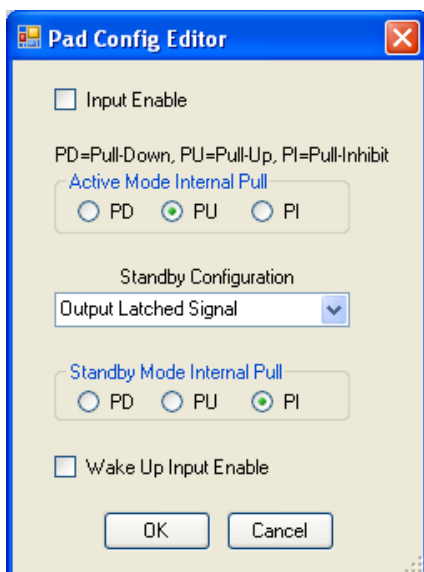 Pad Config Editor
Input Enable
PD=Pull-Down, PU=Pull-Up, PI=Pull-Inhibit
Active Mode Internal Pull
PD PU PI
Standby Configuration
Output Latched Signal
Standby Mode Internal Pull
PD PU PI
Wake Up Input Enable
OK Cancel